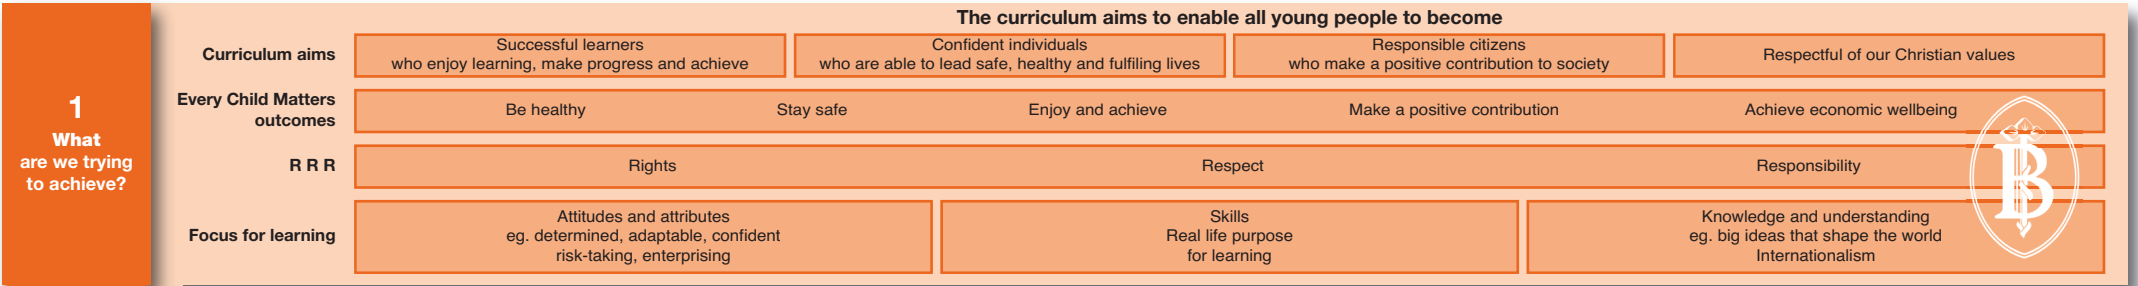 The curriculum aims to enable all young people to become
1
What
are we trying
to achieve?
Curriculum aims
Successful learners
who enjoy learning, make progress and achieve
Confident individuals
who are able to lead safe, healthy and fulfiling lives
Responsible citizens
who make a positive contribution to society
Respectful of our Christian values
Every Child Matters
outcomes
Be healthy
Stay safe
Enjoy and achieve
Make a positive contribution
Achieve economic wellbeing
R R R
Rights
Respect
Responsibility
Focus for learning
Attitudes and attributes
eg. determined, adaptable, confident
risk-taking, enterprising
Skills
Real life purpose
for learning
Knowledge and understanding
eg. big ideas that shape the world
Internationalism